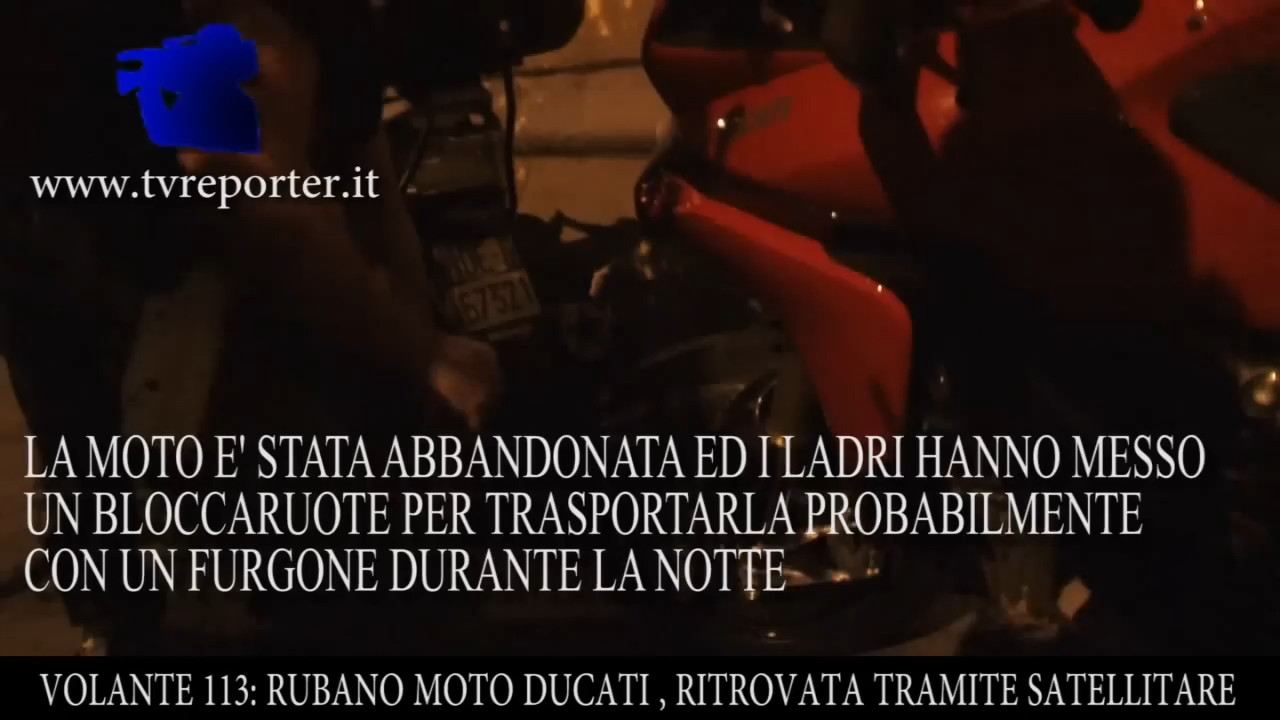 www.tvreporter.it
67321
LA MOTO E' STATA ABBANDONATA ED I LADRI HANNO MESSO
UN BLOCCARUOTE PER TRASPORTARLA PROBABILMENTE
CON UN FURGONE DURANTE LA NOTTE
VOLANTE 113: RUBANO MOTO DUCATI , RITROVATA TRAMITE SATELLITARE